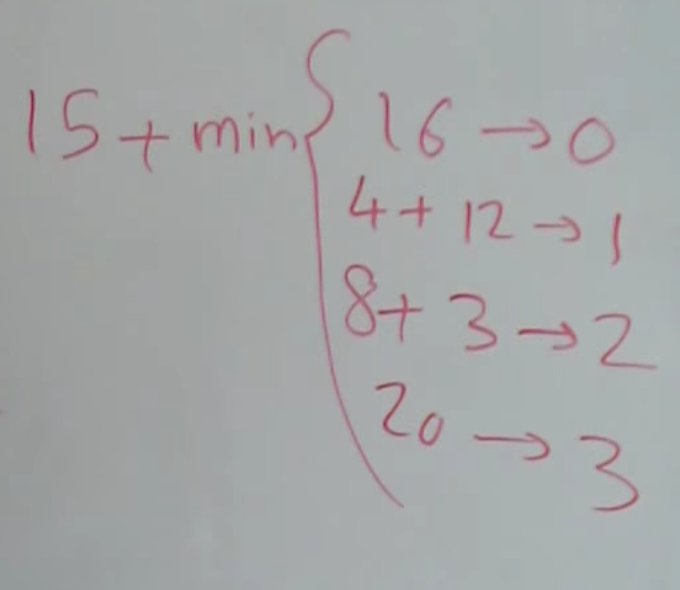 15 + min { 16 → 0
4 + 12 → 1
8 + 3 → 2
20 → 3